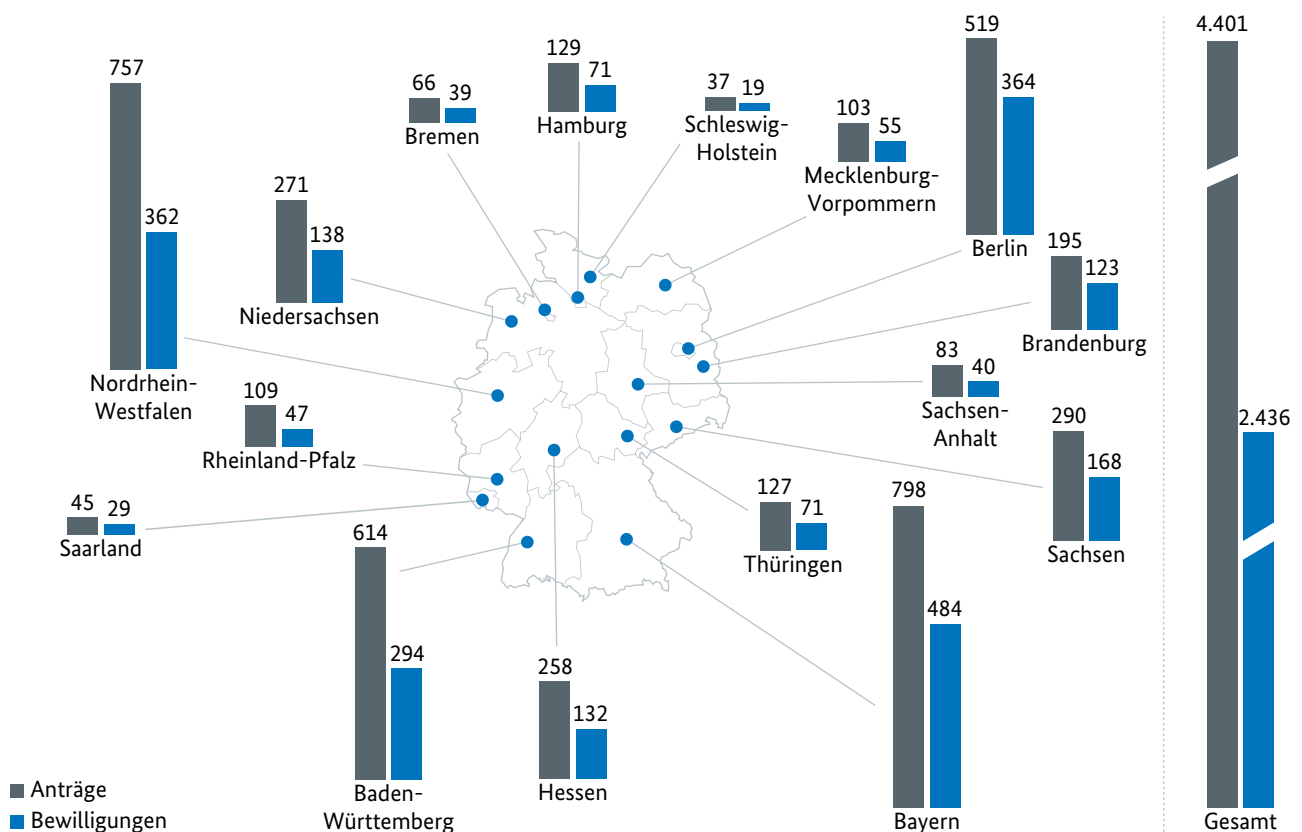 757
362
Nordrhein-
Westfalen
271
138
Niedersachsen
66
39
Bremen
129
71
Hamburg
37
19
Schleswig-
Holstein
103
55
Mecklenburg-
Vorpommern
519
364
Berlin
195
123
Brandenburg
109
47
Rheinland-Pfalz
83
40
Sachsen-
Anhalt
290
168
Sachsen
45
29
Saarland
614
294
Baden-
Württemberg
258
132
Hessen
127
71
Thüringen
798
484
Bayern
4.401
2.436
Gesamt
Anträge
Bewilligungen